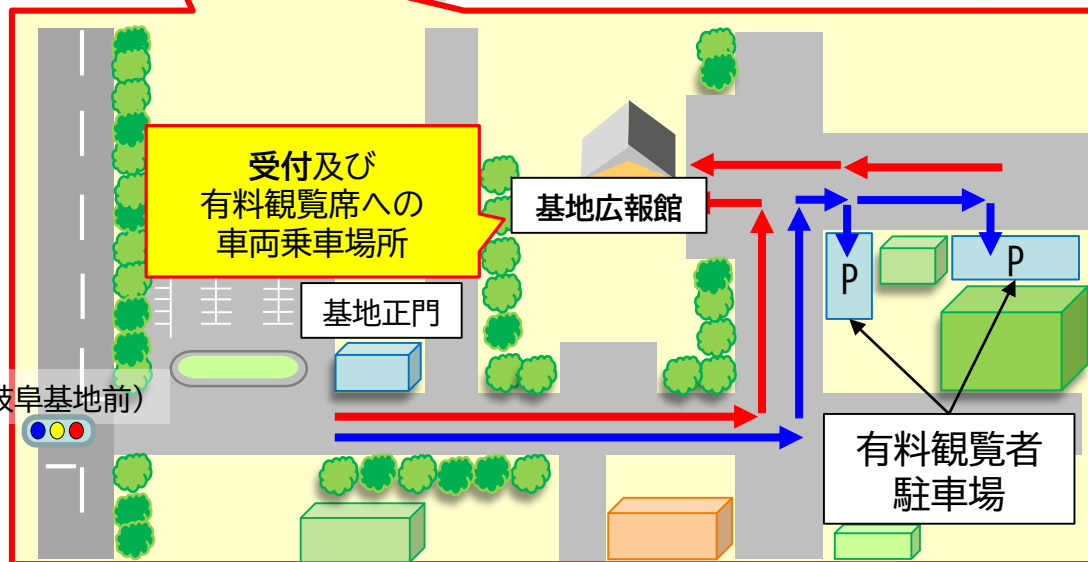 受付及び
有料観覧席への
車両乗車場所
基地広報館
基地正門
P
P
岐阜基地前）
有料観覧者
駐車場